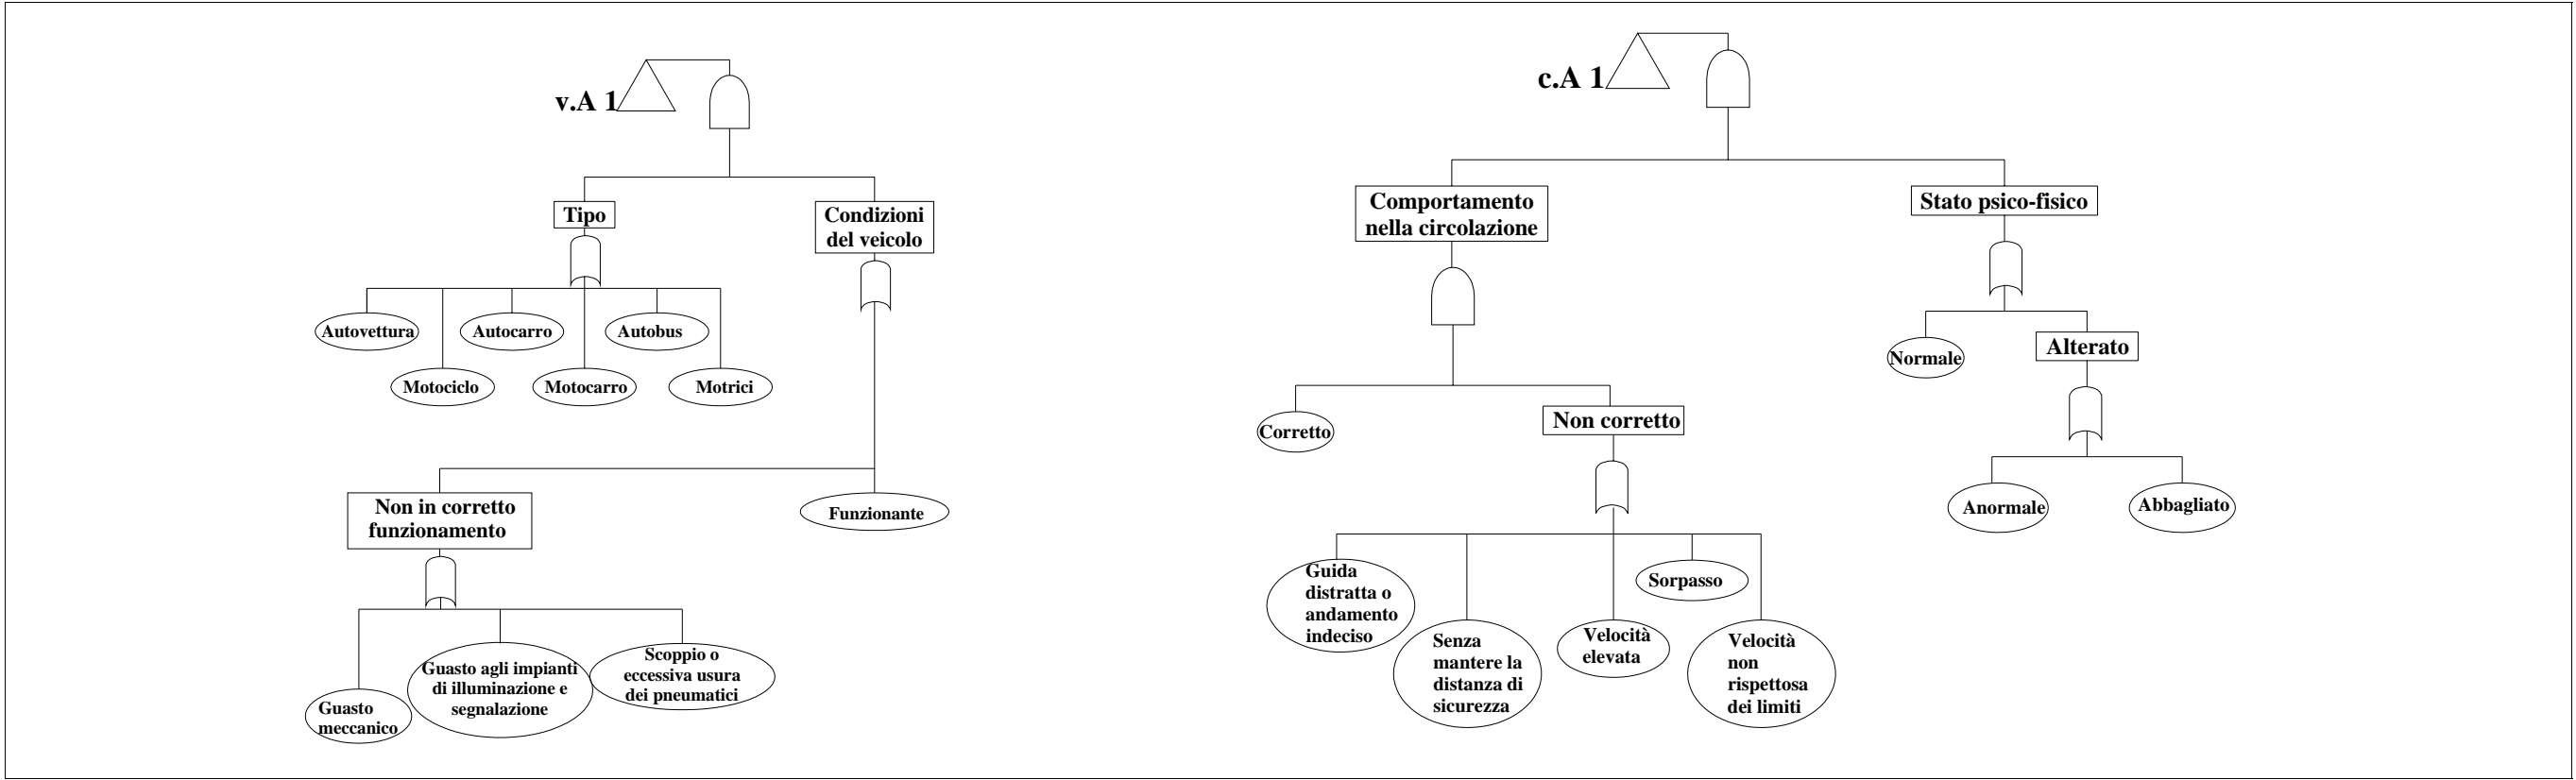 v.A 1
Tipo
Condizioni
del veicolo
Autovettura
Autocarro
Autobus
Motociclo
Motocarro
Motrici
Non in corretto
funzionamento
Funzionante
Guasto
meccanico
Guasto agli impianti
di illuminazione e
segnalazione
Scoppio o
eccessiva usura
dei pneumatici
c.A 1
Comportamento
nella circolazione
Stato psico-fisico
Normale
Alterato
Corretto
Non corretto
Anormale
Abbagliato
Guida
distratta o
andamento
indeciso
Senza
mantere la
distanza di
sicurezza
Velocità
elevata
Sorpasso
Velocità
non
rispettosa
dei limiti